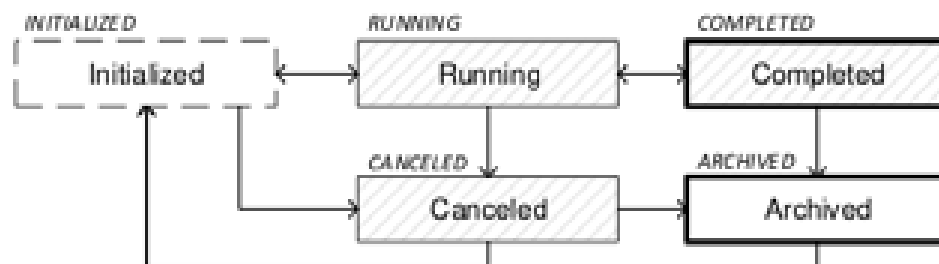 INITIALIZED RUNNING COMPLETED
Initialized Running Completed
CANCELED ARCHIVED
Canceled Archived